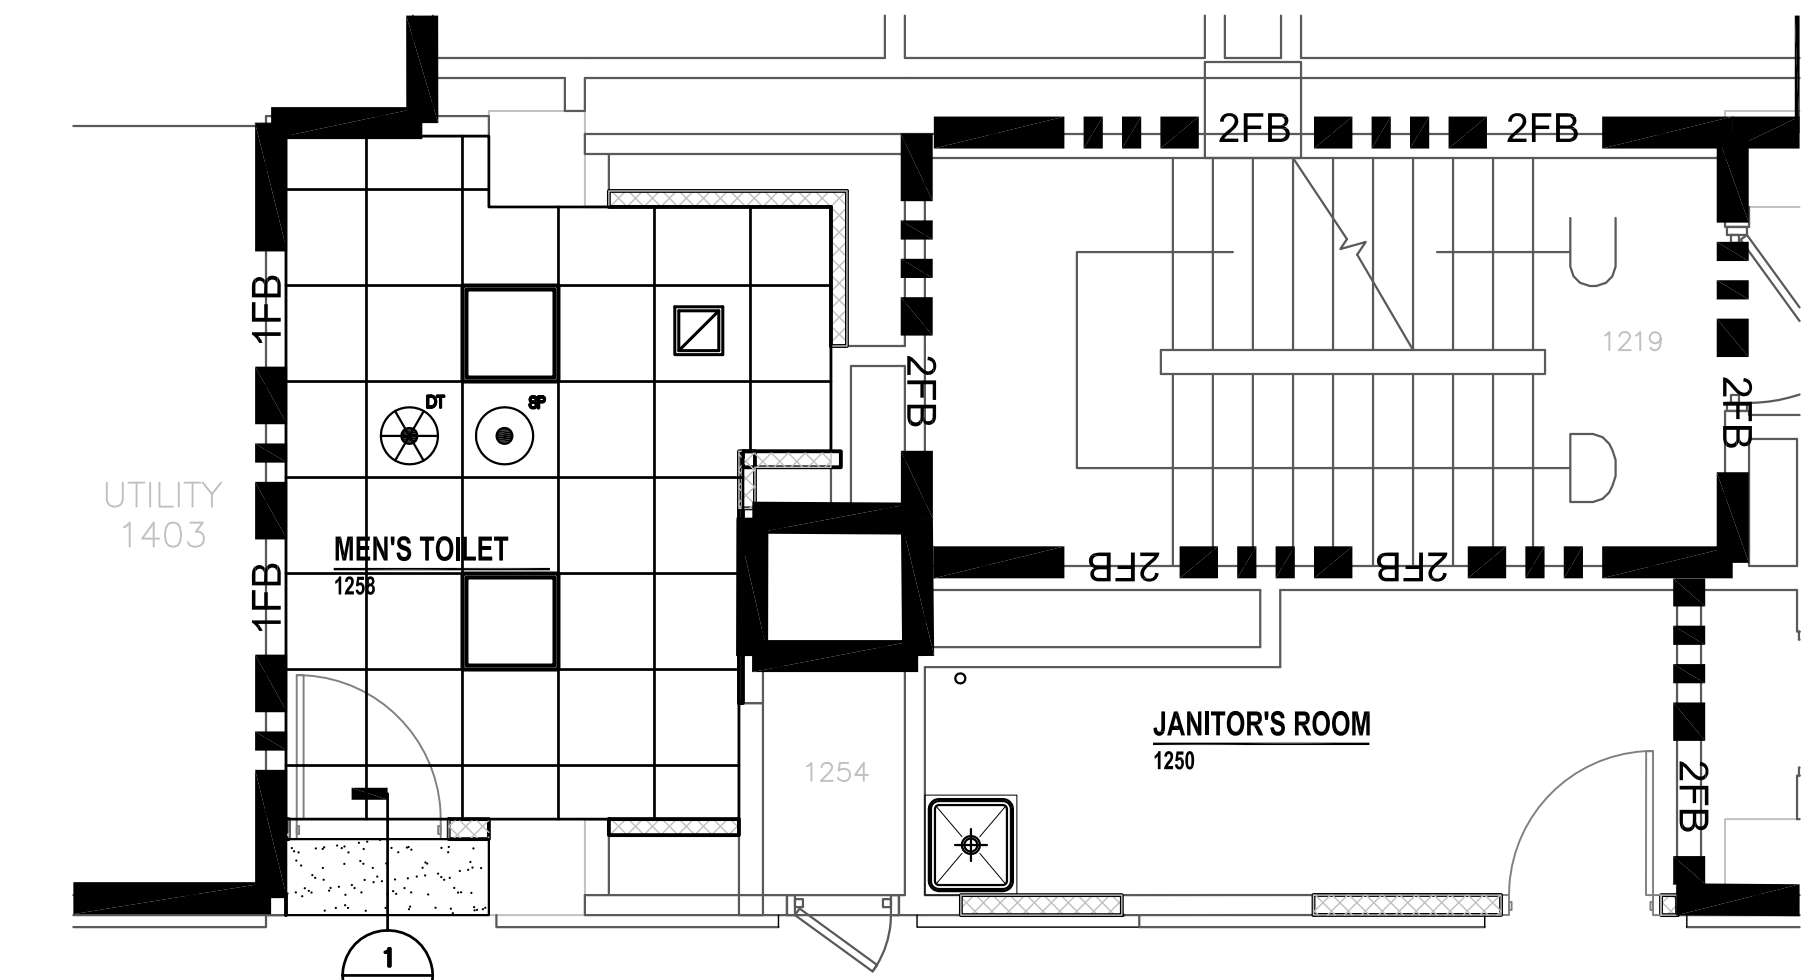 2FB
2FB
1FB
2FB
1219
2FB
DT
SP
UTILITY
1403
MEN'S TOILET
1258
1FB
2FB
2FB
JANITOR'S ROOM
1250
1254
2FB
1